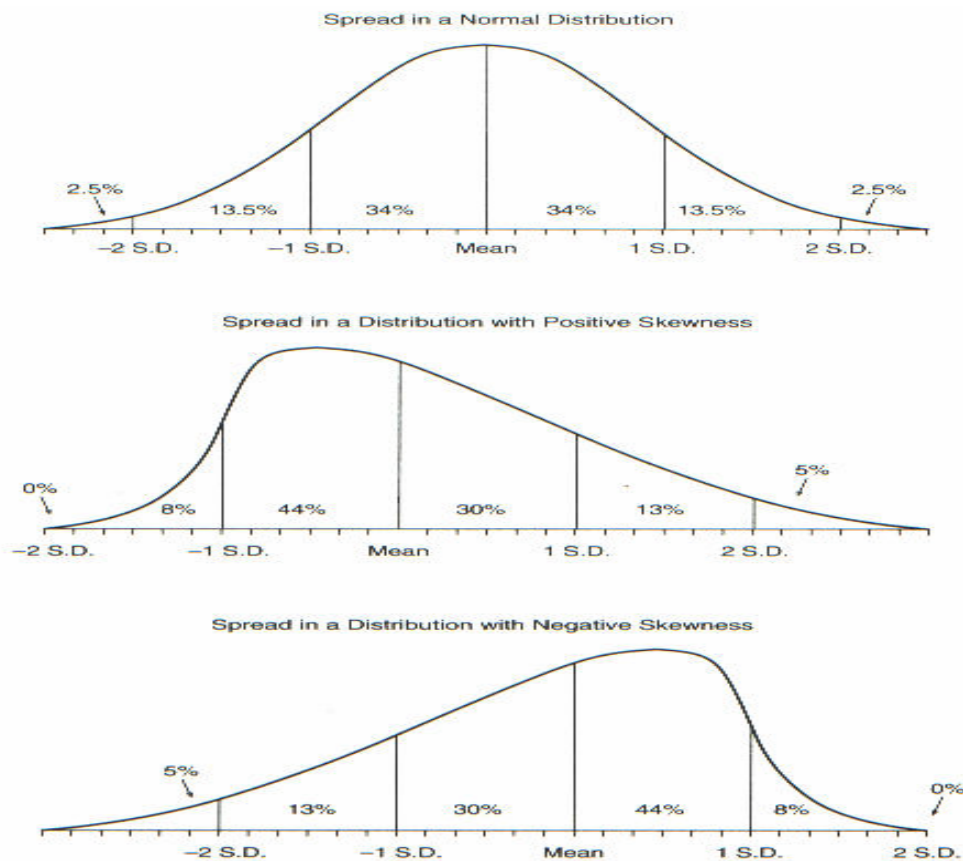 Spread in a Normal Distribution
2.5% 2.5%
13.5% 34% 34% 13.5%
−2 S.D. −1 S.D. Mean 1 S.D. 2 S.D.
Spread in a Distribution with Positive Skewness
0% 5%
8% 44% 30% 13%
−2 S.D. −1 S.D. Mean 1 S.D. 2 S.D.
Spread in a Distribution with Negative Skewness
5% 0%
13% 30% 44% 8%
−2 S.D. −1 S.D. Mean 1 S.D. 2 S.D.